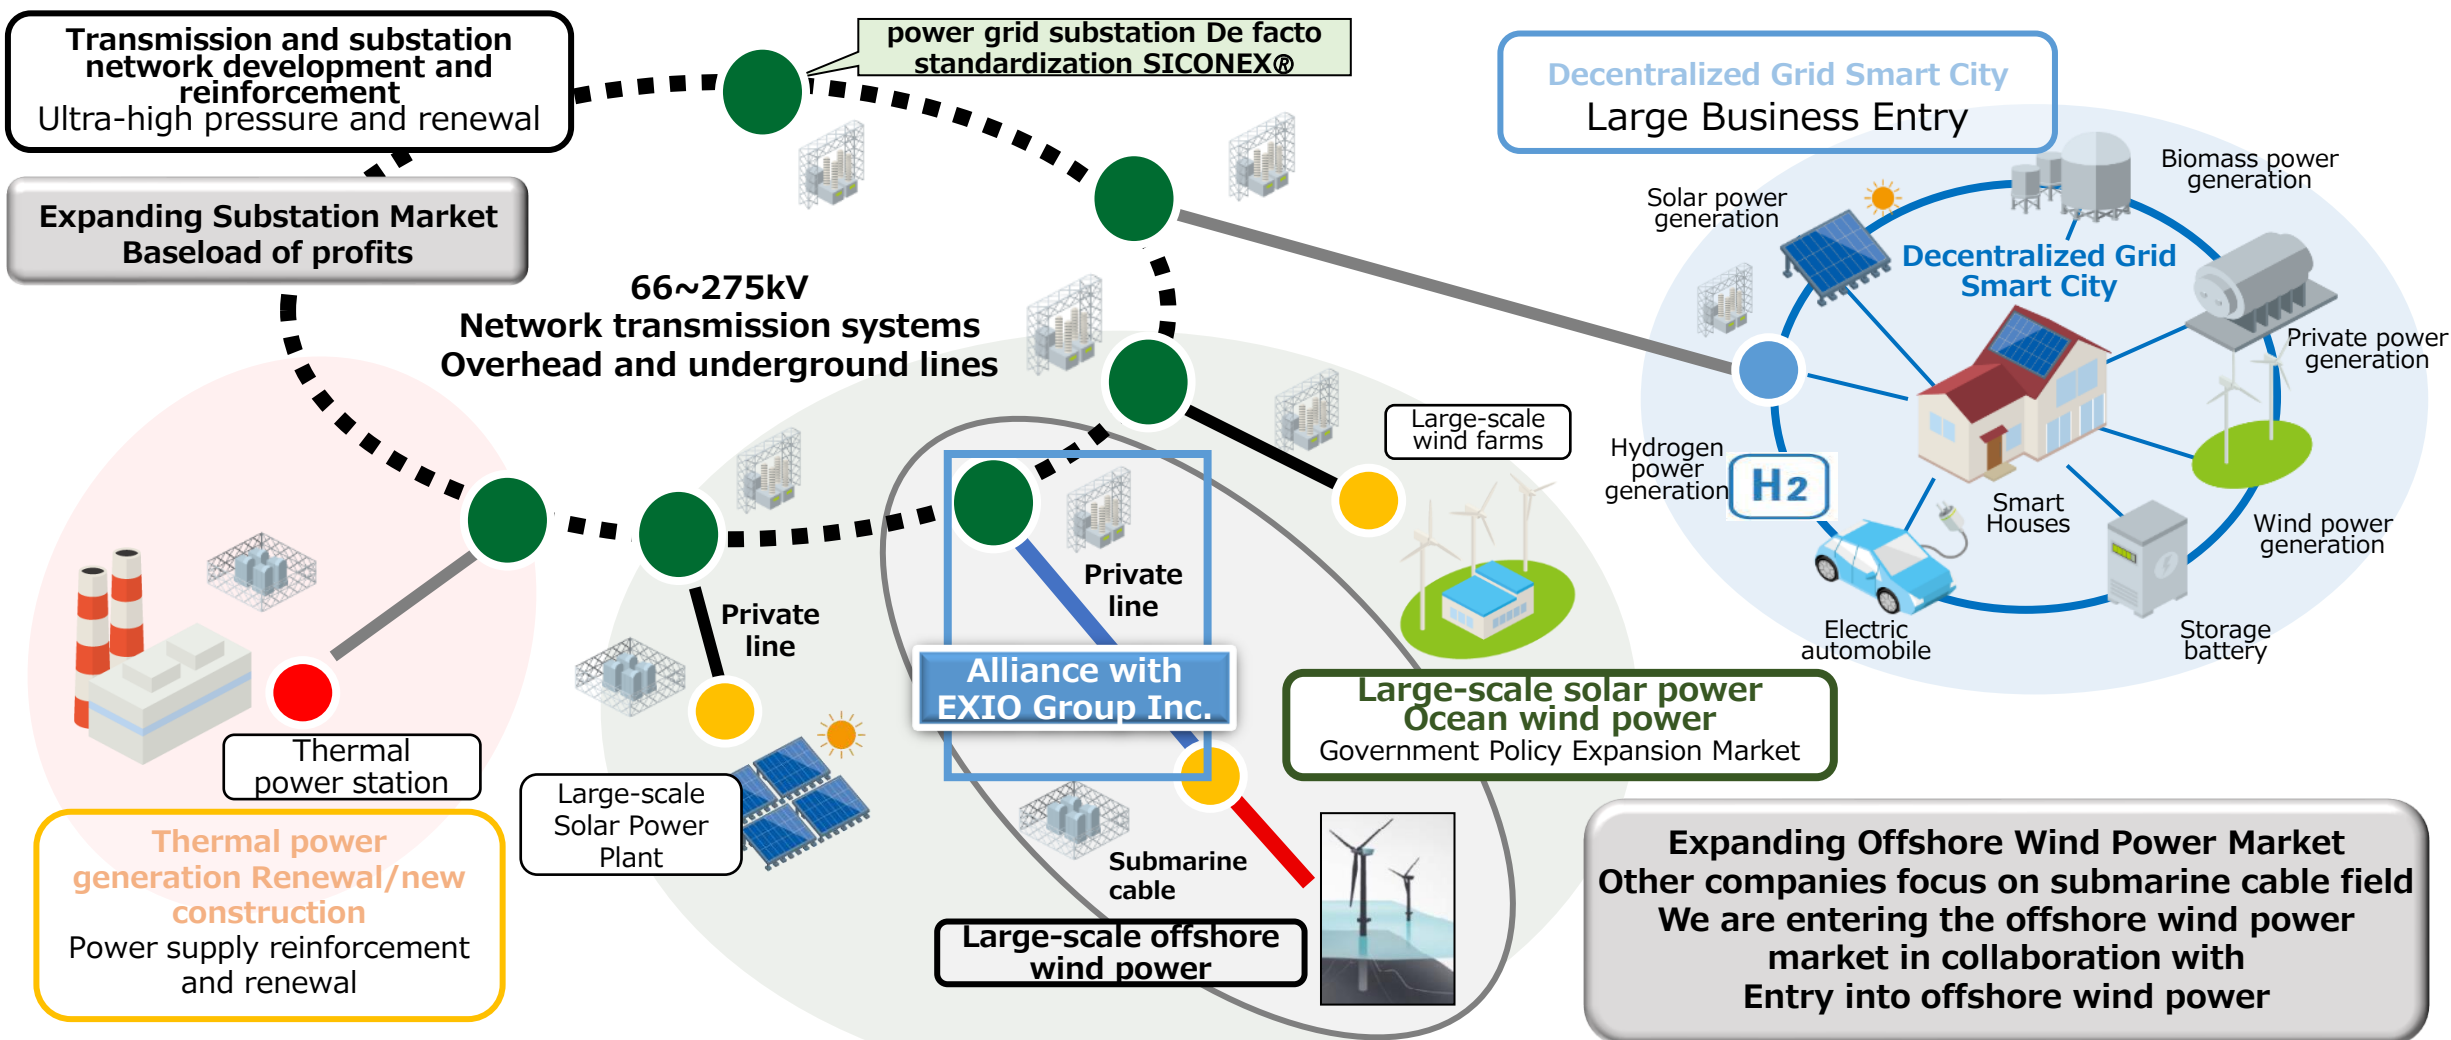 Transmission and substation
network development and
reinforcement
Ultra-high pressure and renewal
power grid substation De facto
standardization SICONEX®
Decentralized Grid Smart City
Large Business Entry
Expanding Substation Market
Baseload of profits
66~275kV
Network transmission systems
Overhead and underground lines
Biomass power
generation
Solar power
generation
Decentralized Grid
Smart City
Private power
generation
Large-scale
wind farms
Hydrogen
power
generation
H2
Smart
Houses
Wind power
generation
Electric
automobile
Storage
battery
Private
line
Private
line
Alliance with
EXIO Group Inc.
Large-scale solar power
Ocean wind power
Government Policy Expansion Market
Thermal
power station
Large-scale
Solar Power
Plant
Thermal power
generation Renewal/new
construction
Power supply reinforcement
and renewal
Submarine
cable
Large-scale offshore
wind power
Expanding Offshore Wind Power Market
Other companies focus on submarine cable field
We are entering the offshore wind power
market in collaboration with
Entry into offshore wind power